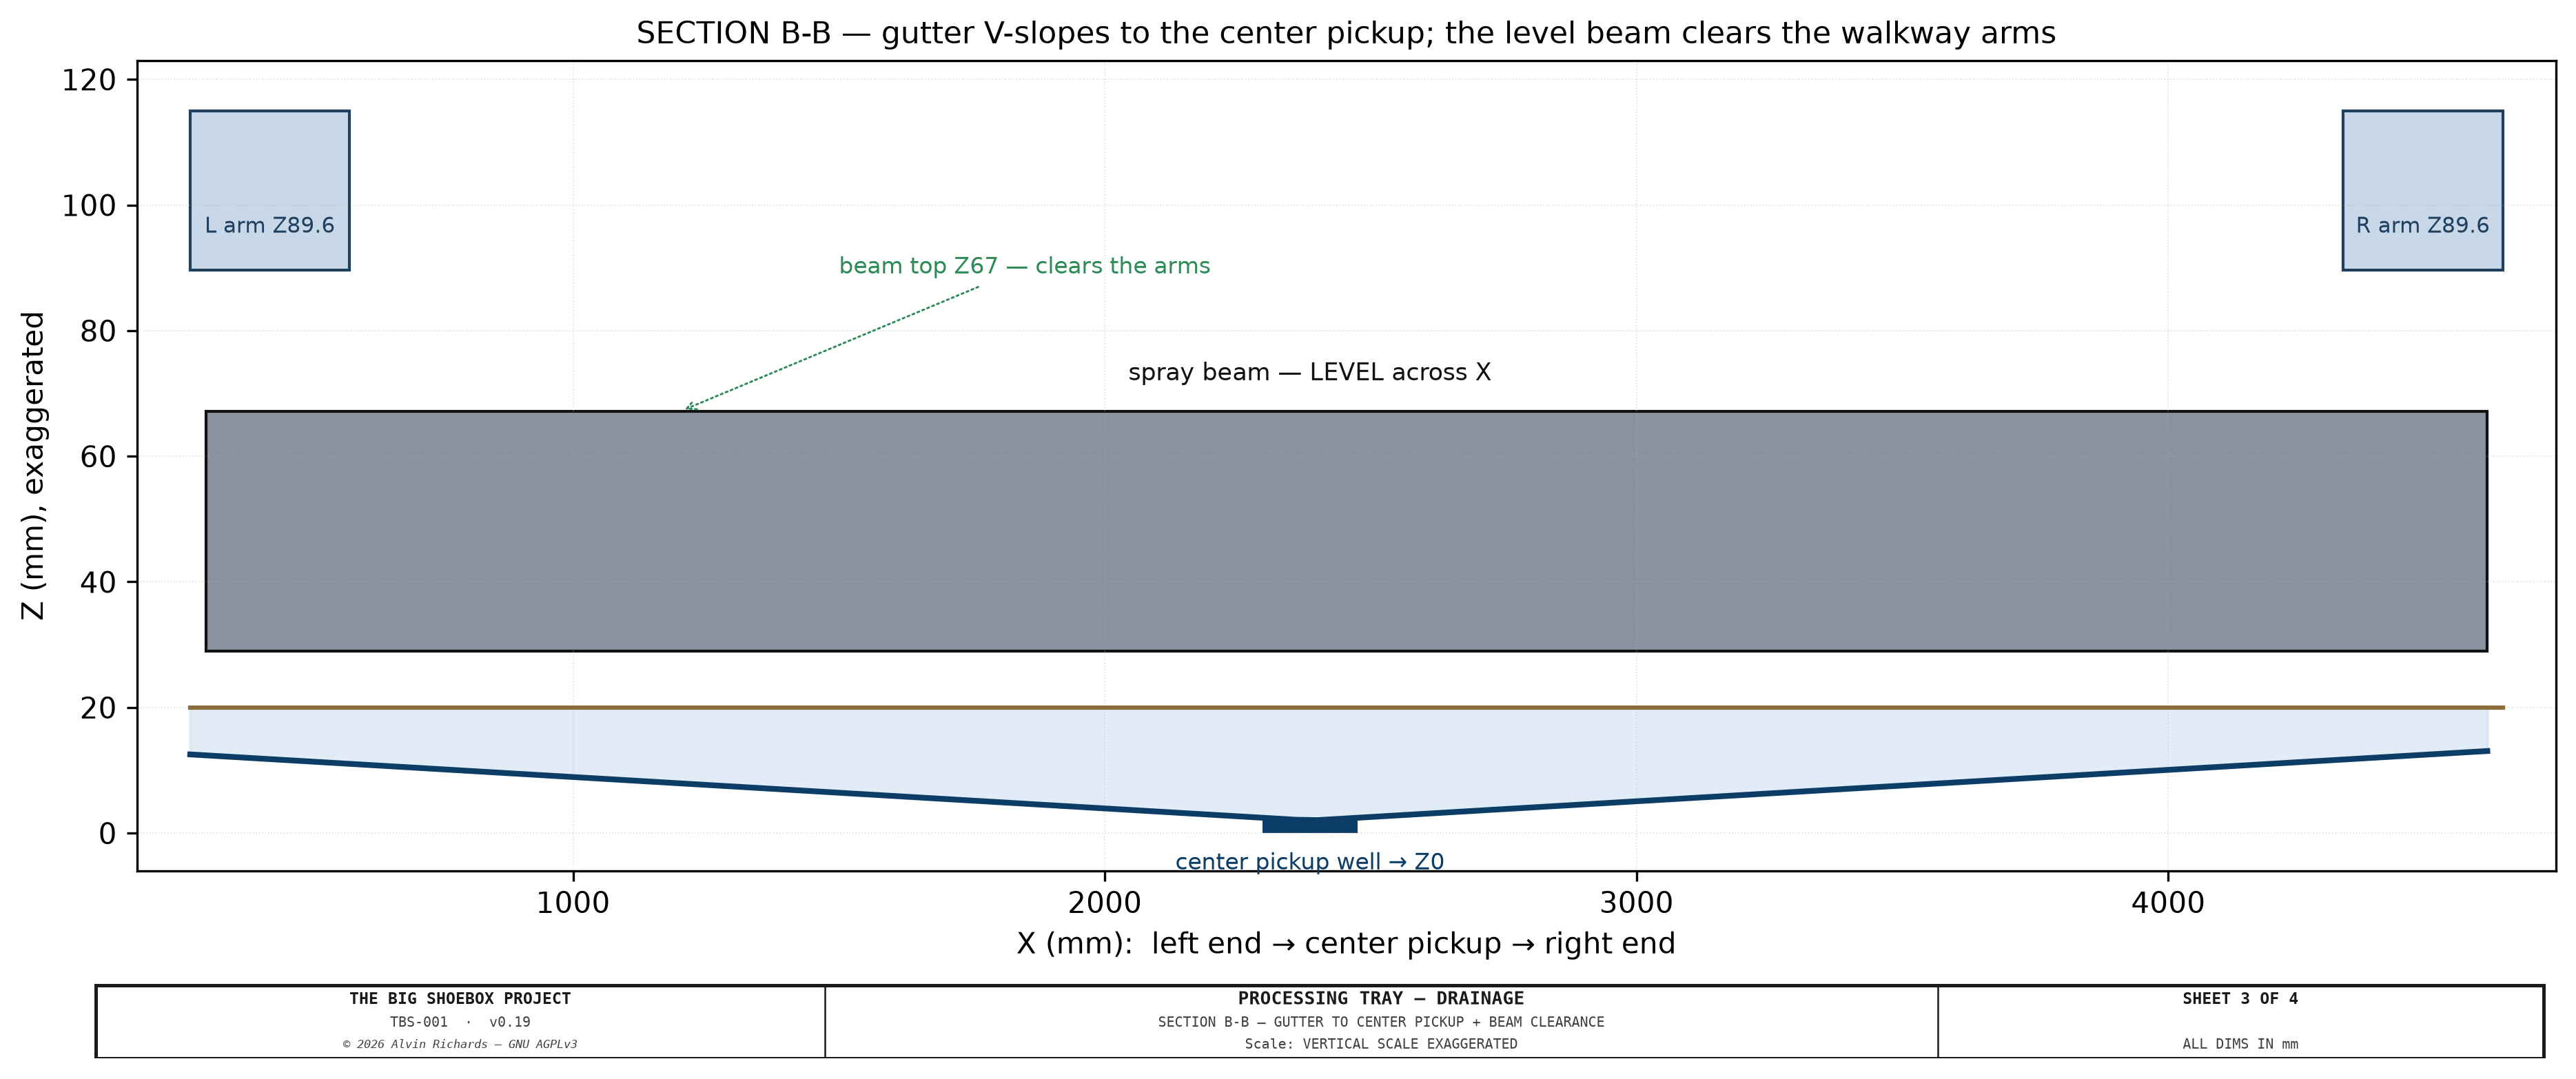 SECTION B-B — gutter V-slopes to the center pickup; the level beam clears the walkway arms
Z (mm), exaggerated
120
100
80
60
40
20
0
L arm Z89.6
R arm Z89.6
beam top Z67 — clears the arms
spray beam — LEVEL across X
center pickup well → Z0
1000
2000
3000
4000
X (mm):  left end → center pickup → right end
THE BIG SHOEBOX PROJECT
TBS-001  ·  v0.19
© 2026 Alvin Richards — GNU AGPLv3
PROCESSING TRAY — DRAINAGE
SECTION B-B — GUTTER TO CENTER PICKUP + BEAM CLEARANCE
Scale: VERTICAL SCALE EXAGGERATED
SHEET 3 OF 4
ALL DIMS IN mm